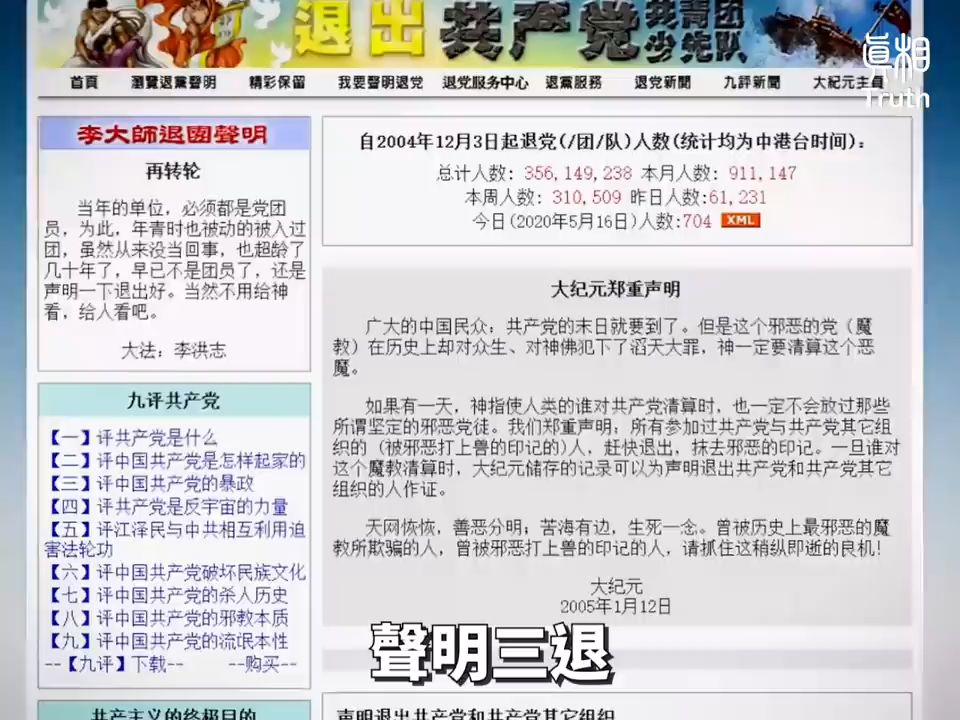 退出共产党共青团少先队
真相
Truth
首頁 瀏覽退黨聲明 精彩保留 我要聲明退党 退党服务中心 退黨服務 退党新聞 九評新聞 大紀元主頁
李大師退團聲明
再转轮
当年的单位，必须都是党团
员，为此，年青时也被动的被入过
团，虽然从来没当回事，也超龄了
几十年了，早已不是团员了，还是
声明一下退出好。当然不用给神
看，给人看吧。
大法：李洪志
九评共产党
【一】评共产党是什么
【二】评中国共产党是怎样起家的
【三】评中国共产党的暴政
【四】评共产党是反宇宙的力量
【五】评江泽民与中共相互利用迫
害法轮功
【六】评中国共产党破坏民族文化
【七】评中国共产党的杀人历史
【八】评中国共产党的邪教本质
【九】评中国共产党的流氓本性
--【九评】下载-- --购买--
共产主义的终极目的
自2004年12月3日起退党(/团/队)人数(统计均为中港台时间)：
总计人数: 356,149,238 本月人数: 911,147
本周人数: 310,509 昨日人数:61,231
今日(2020年5月16日)人数:704 XML
大纪元郑重声明
广大的中国民众：共产党的末日就要到了。但是这个邪恶的党（魔
教）在历史上却对众生、对神佛犯下了滔天大罪，神一定要清算这个恶
魔。
如果有一天，神指使人类的谁对共产党清算时，也一定不会放过那些
所谓坚定的邪恶党徒。我们郑重声明，所有参加过共产党与共产党其它组
织的（被邪恶打上兽的印记的)人，赶快退出，抹去邪恶的印记。一旦谁对
这个魔教清算时，大纪元储存的记录可以为声明退出共产党和共产党其它
组织的人作证。
天网恢恢，善恶分明；苦海有边，生死一念。曾被历史上最邪恶的魔
教所欺骗的人，曾被邪恶打上兽的印记的人，请抓住这稍纵即逝的良机！
大纪元
2005年1月12日
聲明三退
声明退出共产党和共产党其它组织